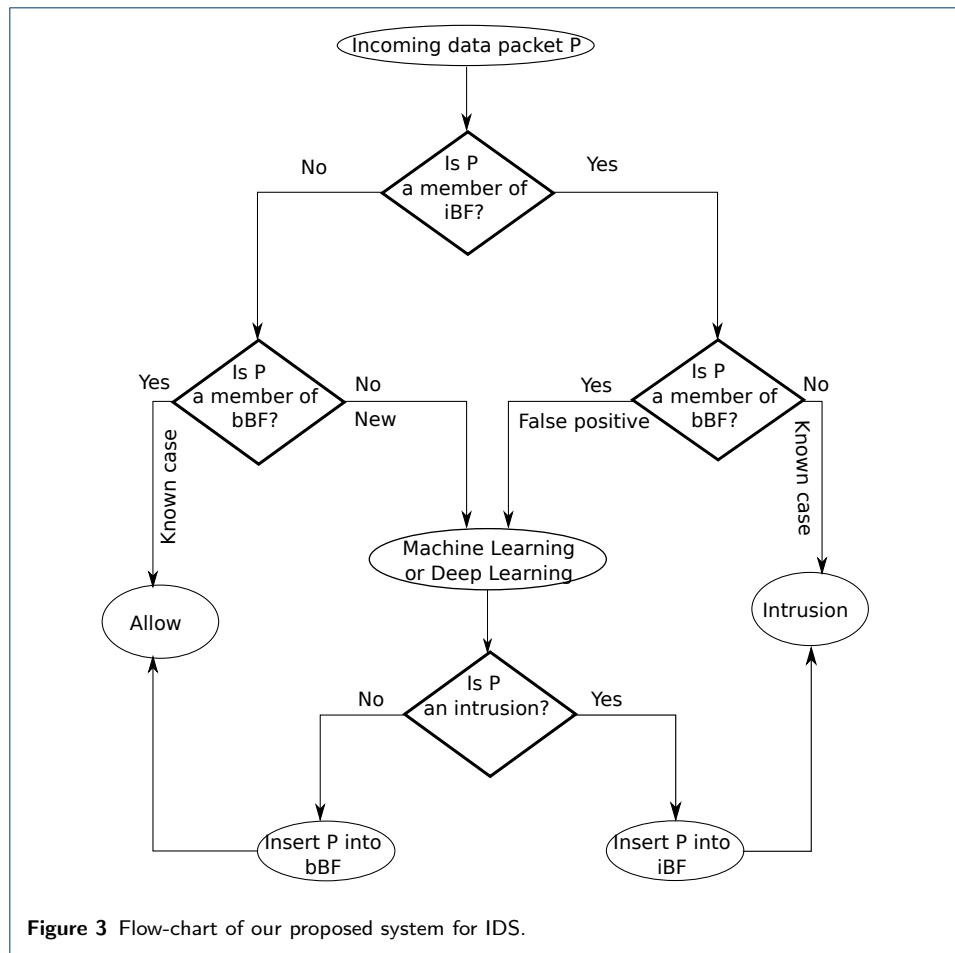 Incoming data packet P
Is P
a member of
iBF?
No
Yes
Is P
a member of
bBF?
Yes
No
New
Known case
Is P
a member of
bBF?
Yes
False positive
No
Known case
Machine Learning
or Deep Learning
Allow
Intrusion
Is P
an intrusion?
No
Yes
Insert P into
bBF
Insert P into
iBF
Figure 3 Flow-chart of our proposed system for IDS.